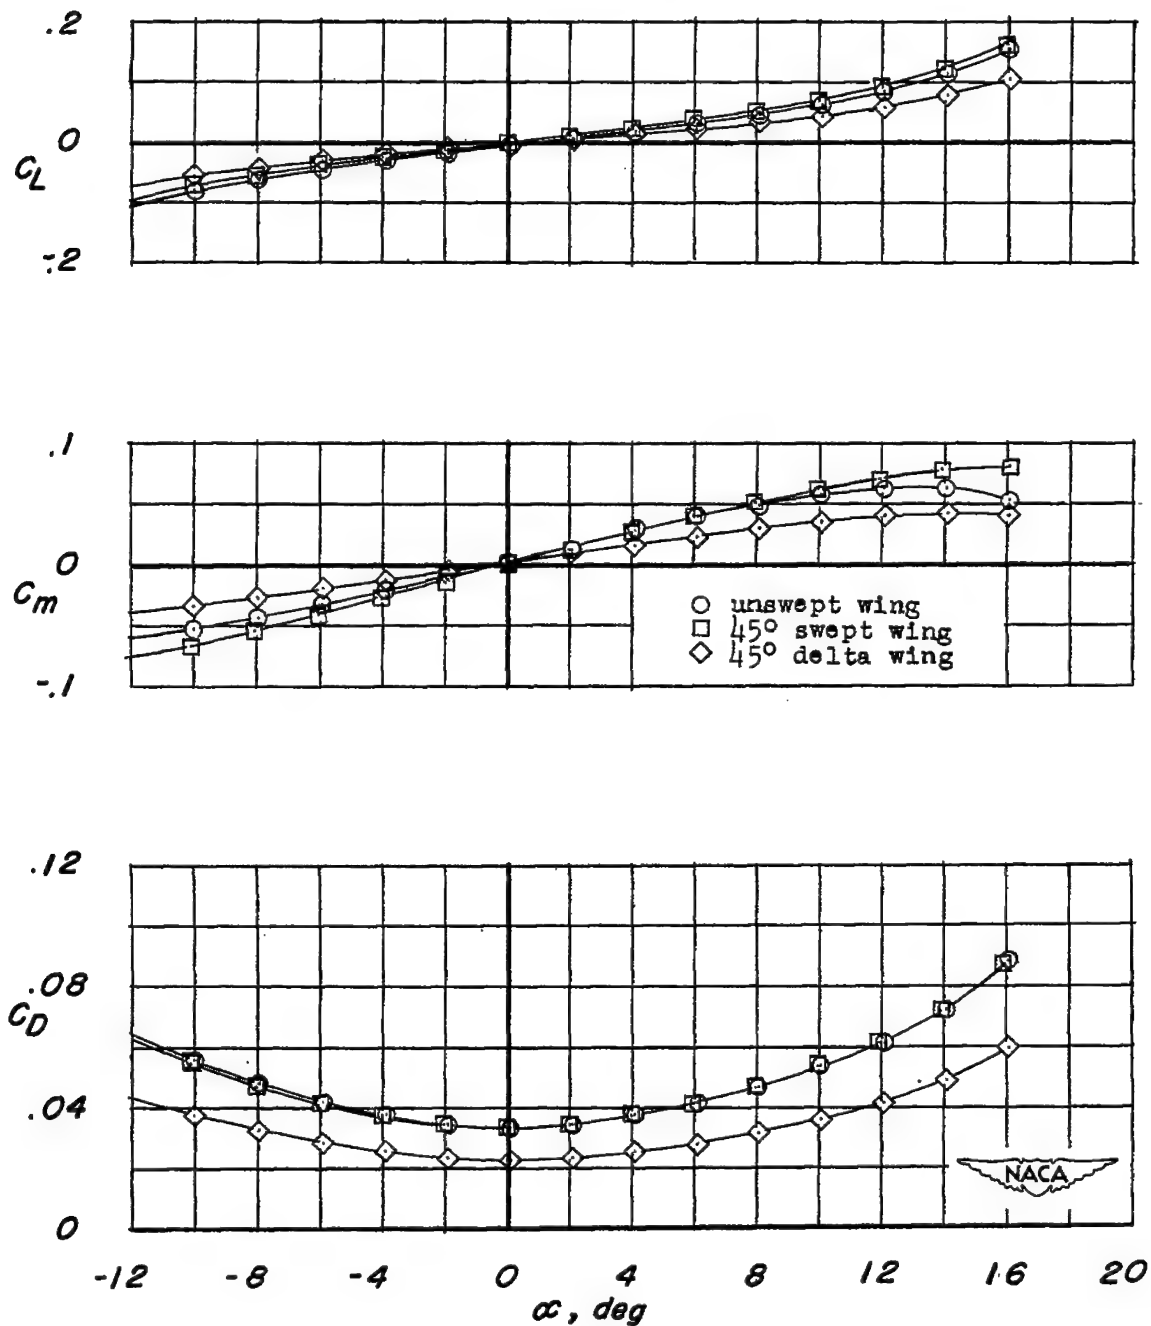 .2
0
C_L
-.2
.1
0
C_m
-.1
○ unswept wing
□ 45° swept wing
◇ 45° delta wing
.12
.08
C_D
.04
0
NACA
-12 -8 -4 0 4 8 12 16 20
∝, deg